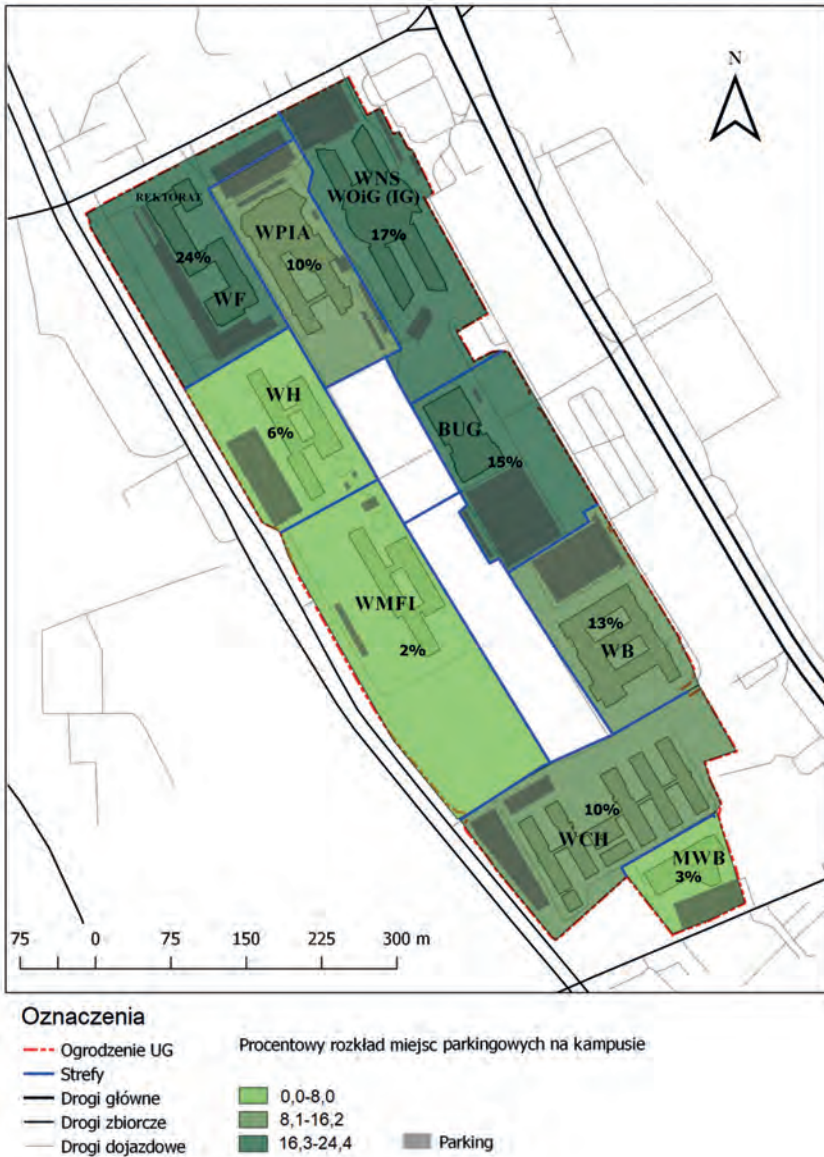 N
WNS
WOiG (IG)
17%
REKTORAT
24%
WF
WPIA
10%
WH
6%
BUG
15%
WMFI
2%
13%
WB
10%
WCH
MWB
3%
75 0 75 150 225 300 m
Oznaczenia
Ogrodzenie UG
Strefy
Drogi główne
Drogi zbiorcze
Drogi dojazdowe
Procentowy rozkład miejsc parkingowych na kampusie
0,0-8,0
8,1-16,2
16,3-24,4
Parking